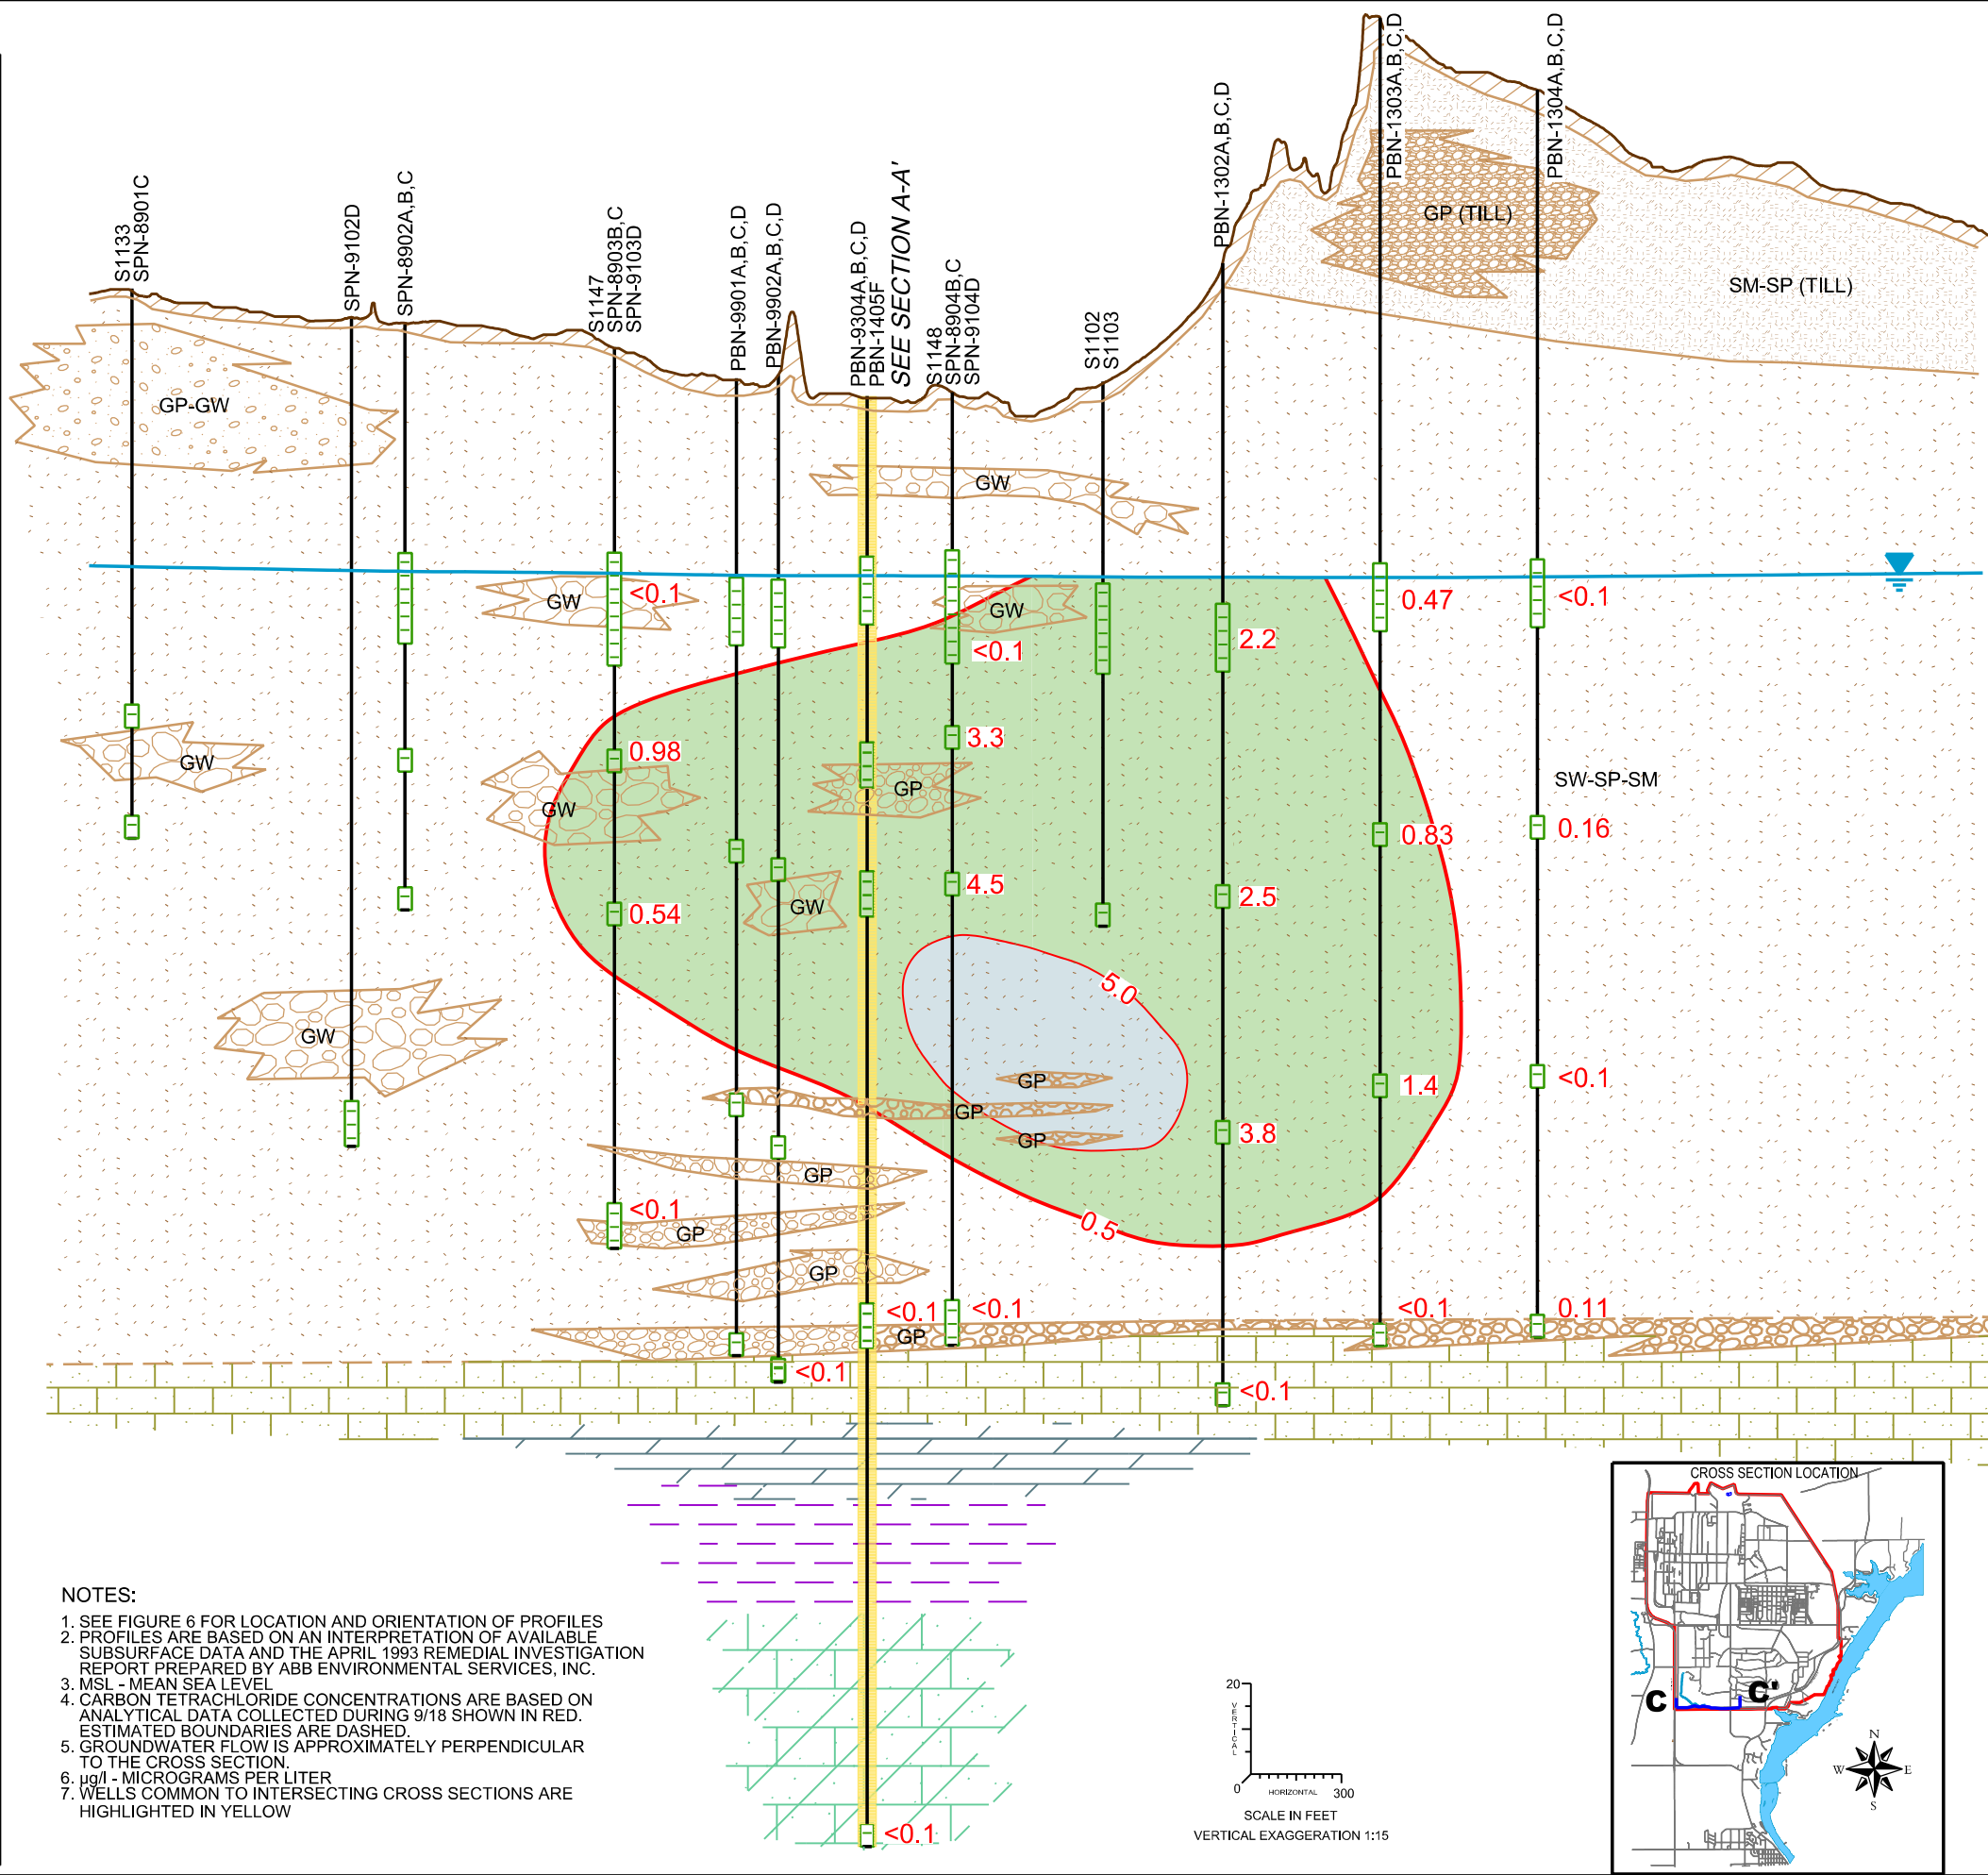 S1133
SPN-8901C
SPN-9102D
SPN-8902A,B,C
S1147
SPN-8903B,C
SPN-9103D
PBN-9901A,B,C,D
PBN-9902A,B,C,D
PBN-9304A,B,C,D
PBN-1405F
SEE SECTION A-A'
S1148
SPN-8904B,C
SPN-9104D
S1102
S1103
PBN-1302A,B,C,D
PBN-1303A,B,C,D
PBN-1304A,B,C,D
GP (TILL)
SM-SP (TILL)
GP-GW
GW
GW
<0.1
GW
<0.1
2.2
0.47
<0.1
GW
0.98
GW
3.3
GP
0.83
SW-SP-SM
0.16
0.54
GW
4.5
2.5
5.0
GW
GP
GP
GP
1.4
<0.1
3.8
GP
<0.1
GP
0.5
GP
<0.1
<0.1
GP
<0.1
0.11
<0.1
<0.1
<0.1
CROSS SECTION LOCATION
C
C'
N
W
E
S
NOTES:
1. SEE FIGURE 6 FOR LOCATION AND ORIENTATION OF PROFILES
2. PROFILES ARE BASED ON AN INTERPRETATION OF AVAILABLE
SUBSURFACE DATA AND THE APRIL 1993 REMEDIAL INVESTIGATION
REPORT PREPARED BY ABB ENVIRONMENTAL SERVICES, INC.
3. MSL - MEAN SEA LEVEL
4. CARBON TETRACHLORIDE CONCENTRATIONS ARE BASED ON
ANALYTICAL DATA COLLECTED DURING 9/18 SHOWN IN RED.
ESTIMATED BOUNDARIES ARE DASHED.
5. GROUNDWATER FLOW IS APPROXIMATELY PERPENDICULAR
TO THE CROSS SECTION.
6. µg/l - MICROGRAMS PER LITER
7. WELLS COMMON TO INTERSECTING CROSS SECTIONS ARE
HIGHLIGHTED IN YELLOW
20
VERTICAL
0
HORIZONTAL
300
SCALE IN FEET
VERTICAL EXAGGERATION 1:15
<0.1